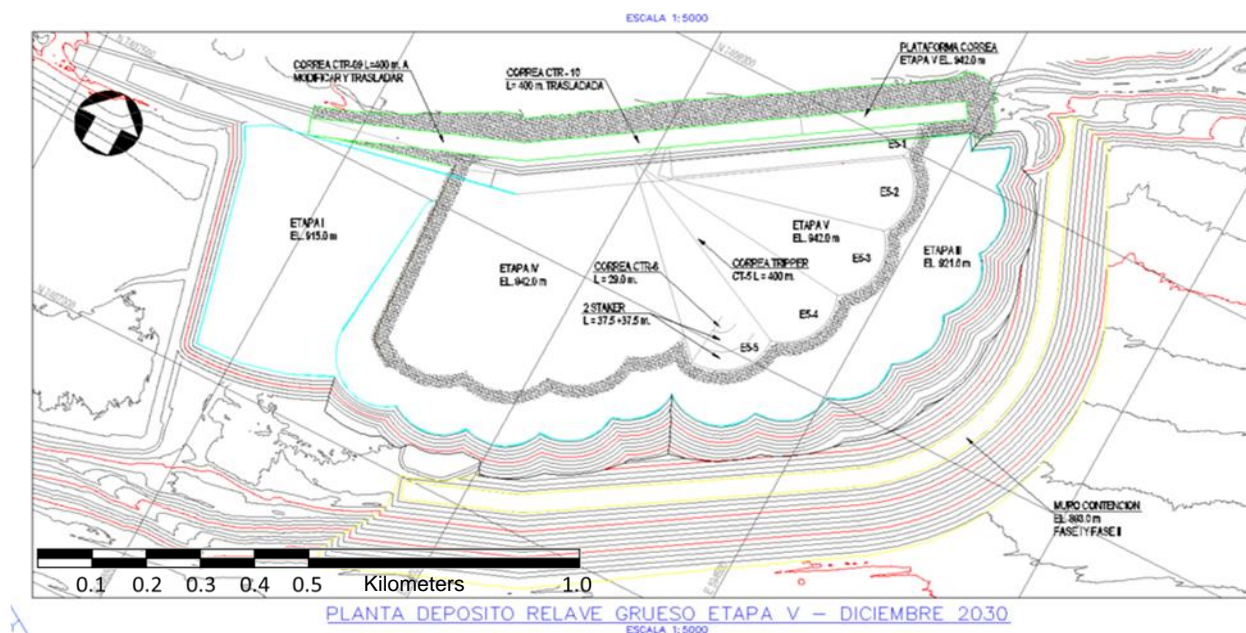 ESCALA 1:5000
PLATAFORMA CORREA
ETAPA V EL. 942.0 m
CORREA CTR-09 L=400 m. A
MODIFICAR Y TRASLADAR
CORREA CTR - 10
L= 400 m. TRASLADADA
E5-1
E5-2
ETAPA I
EL. 915.0 m
ETAPA V
EL. 942.0 m
ETAPA III
EL. 921.0 m
E5-3
ETAPA IV
EL. 942.0 m
CORREA CTR-6
L = 29.0 m.
CORREA TRIPPER
CT-5 L = 400 m.
2 STAKER
L = 37.5 +37.5 m.
E5-4
E5-5
MURO CONTENCION
EL. 893.0 m
FASE I Y FASE II
0.1 0.2 0.3 0.4 0.5 Kilometers 1.0
PLANTA DEPOSITO RELAVE GRUESO ETAPA V – DICIEMBRE 2030
ESCALA 1:5000